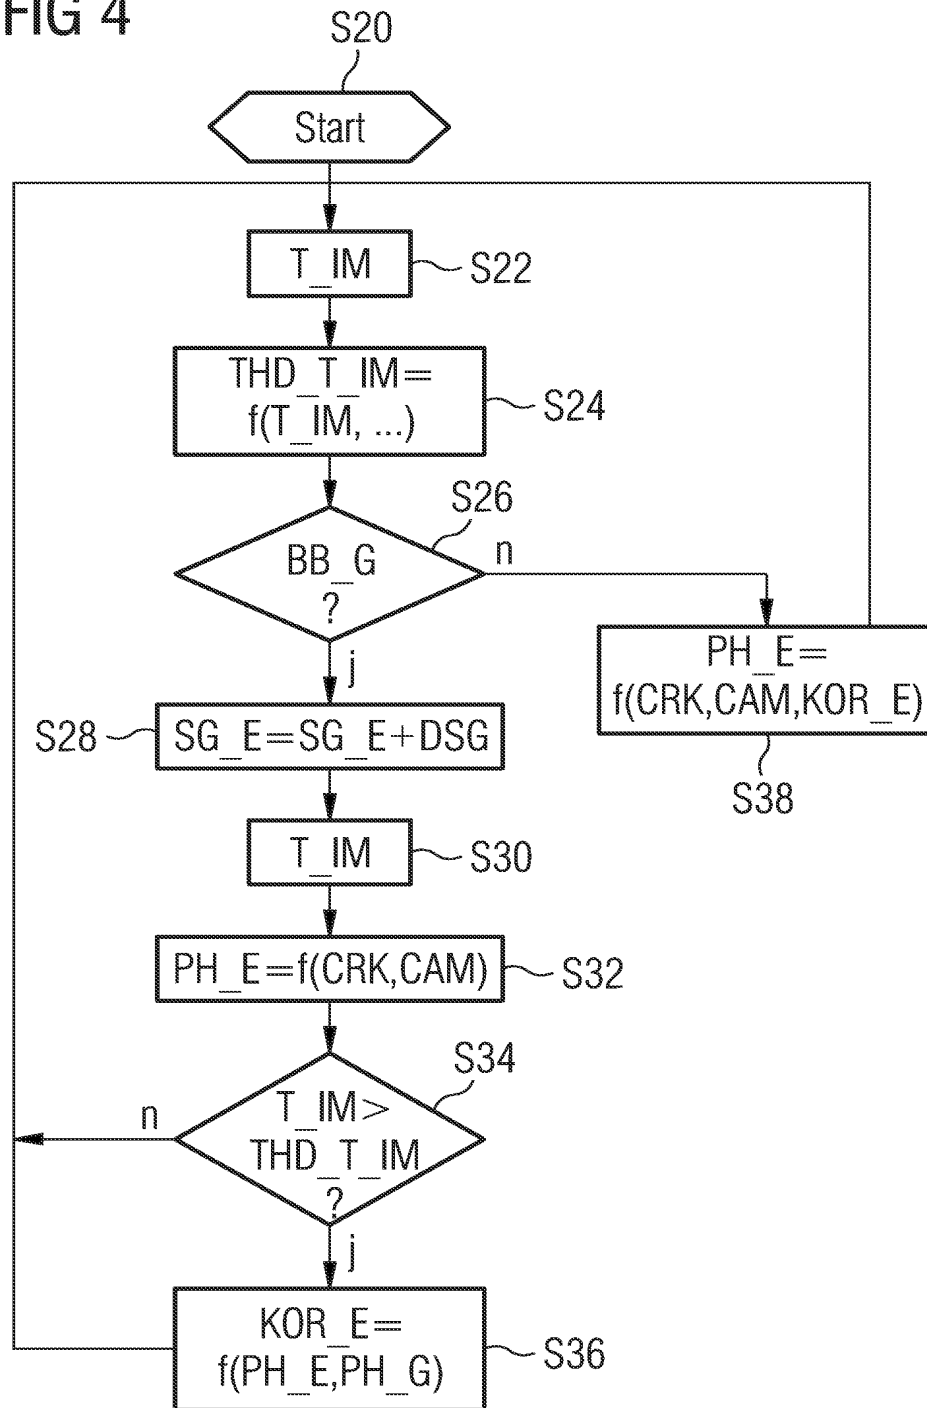 FIG 4
S20
Start
T_IM
S22
THD_T_IM=
f(T_IM, ...)
S24
S26
BB_G
?
n
j
PH_E=
f(CRK,CAM,KOR_E)
S38
S28
SG_E=SG_E+DSG
T_IM
S30
PH_E=f(CRK,CAM)
S32
S34
T_IM>
THD_T_IM
?
n
j
KOR_E=
f(PH_E,PH_G)
S36